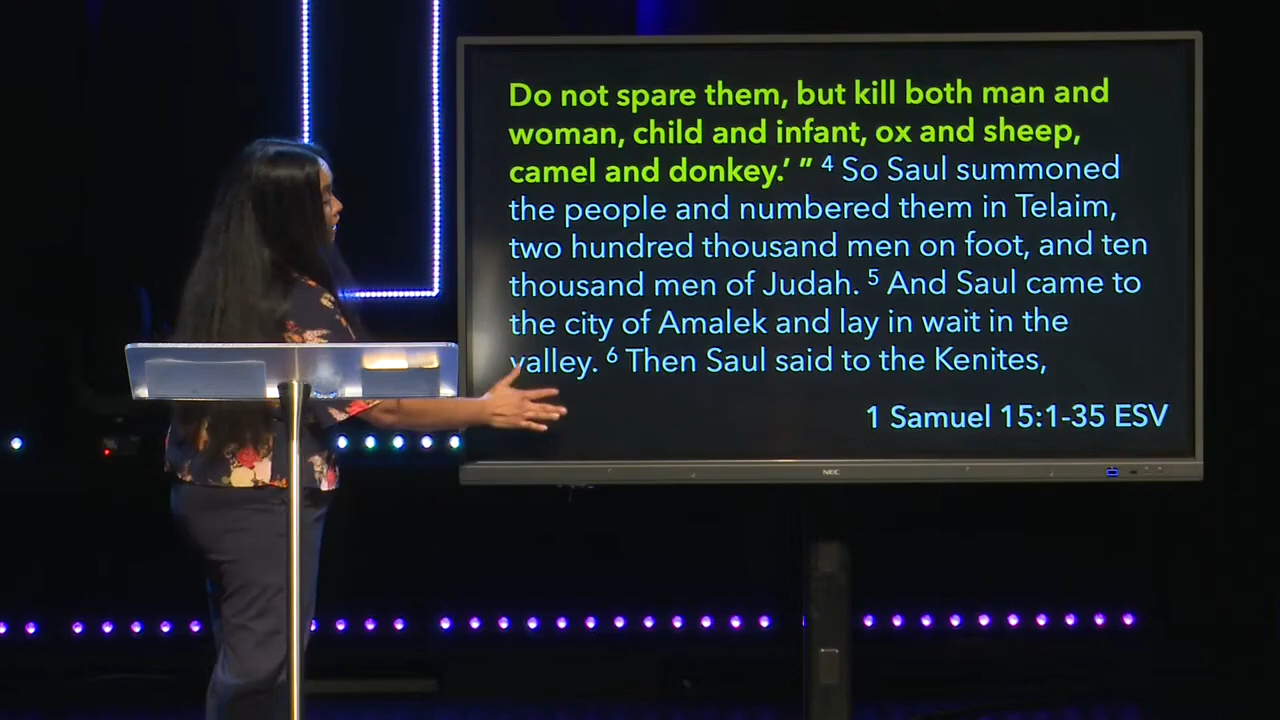 Do not spare them, but kill both man and
woman, child and infant, ox and sheep,
camel and donkey.’ ” 4 So Saul summoned
the people and numbered them in Telaim,
two hundred thousand men on foot, and ten
thousand men of Judah. 5 And Saul came to
the city of Amalek and lay in wait in the
valley. 6 Then Saul said to the Kenites,
1 Samuel 15:1-35 ESV
NEC